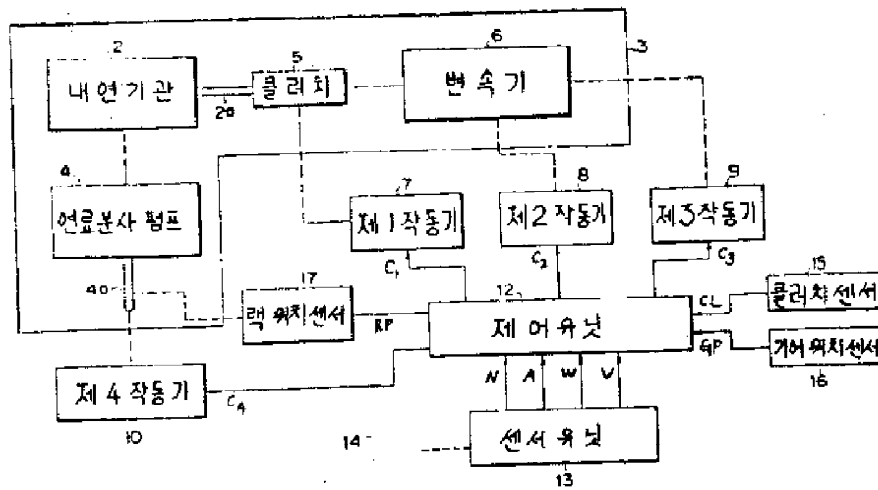 2
내연기관
2a
5
클러치
6
변속기
3
4
연료분사 펌프
4a
7
제1작동기
C1
8
제2작동기
C2
9
제3작동기
C3
17
랙 위치센서
RP
12
제어유닛
CL
15
클러치센서
GP
기어위치센서
16
제4작동기
10
C4
N A W V
14
센서유닛
13